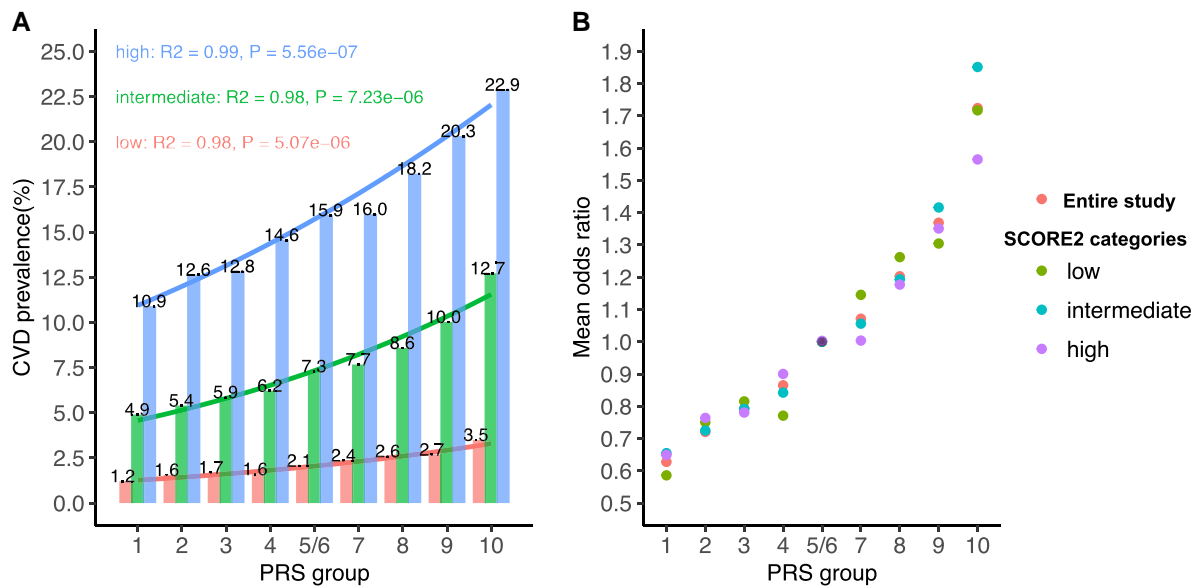 A
high: R2 = 0.99, P = 5.56e−07
intermediate: R2 = 0.98, P = 7.23e−06
low: R2 = 0.98, P = 5.07e−06
CVD prevalence(%)
25.0
22.5
20.0
17.5
15.0
12.5
10.0
7.5
5.0
2.5
0.0
10.9 12.6 12.8 14.6 15.9 16.0 18.2 20.3 22.9
4.9 5.4 5.9 6.2 7.3 7.7 8.6 10.0 12.7
1.2 1.6 1.7 1.6 2.1 2.4 2.6 2.7 3.5
1 2 3 4 5/6 7 8 9 10
PRS group
B
Mean odds ratio
1.9
1.8
1.7
1.6
1.5
1.4
1.3
1.2
1.1
1.0
0.9
0.8
0.7
0.6
0.5
1 2 3 4 5/6 7 8 9 10
PRS group
Entire study
SCORE2 categories
low
intermediate
high